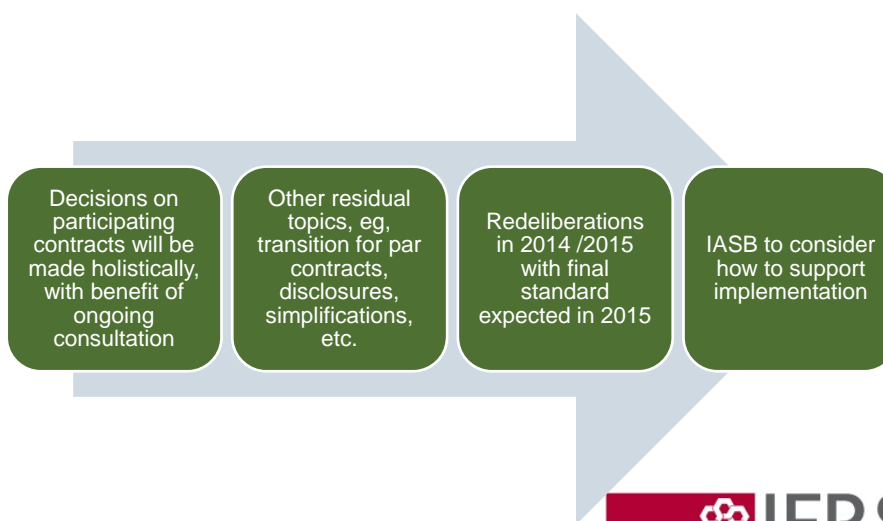 Decisions on
participating
contracts will be
made holistically,
with benefit of
ongoing
consultation
Other residual
topics, eg,
transition for par
contracts,
disclosures,
simplifications,
etc.
Redeliberations
in 2014 /2015
with final
standard
expected in 2015
IASB to consider
how to support
implementation